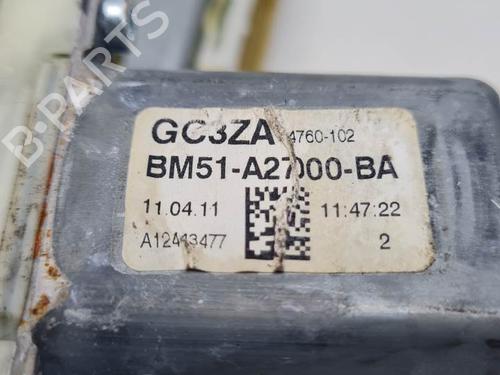 B-PARTS
GC3ZA 4760-102
BM51-A27000-BA
11.04.11 11:47:22
A12443477 2